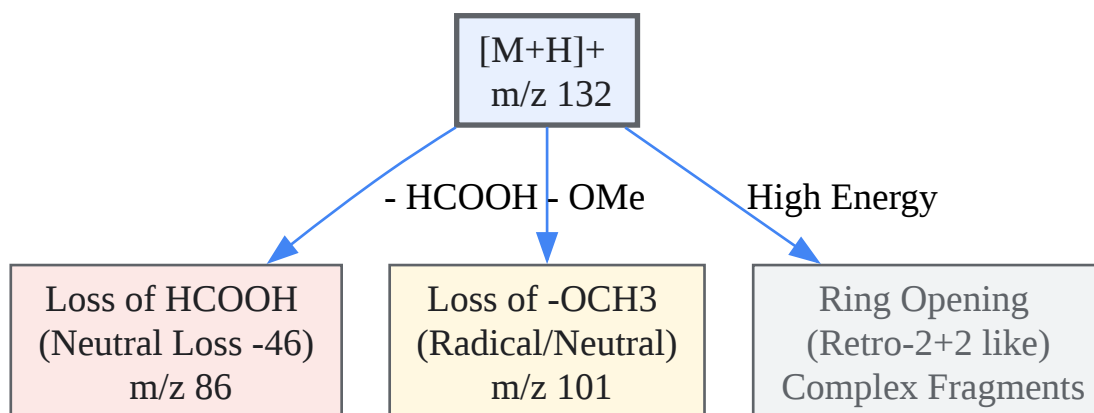 [M+H]+
m/z 132
- HCOOH
- OMe
High Energy
Loss of HCOOH
(Neutral Loss -46)
m/z 86
Loss of -OCH3
(Radical/Neutral)
m/z 101
Ring Opening
(Retro-2+2 like)
Complex Fragments